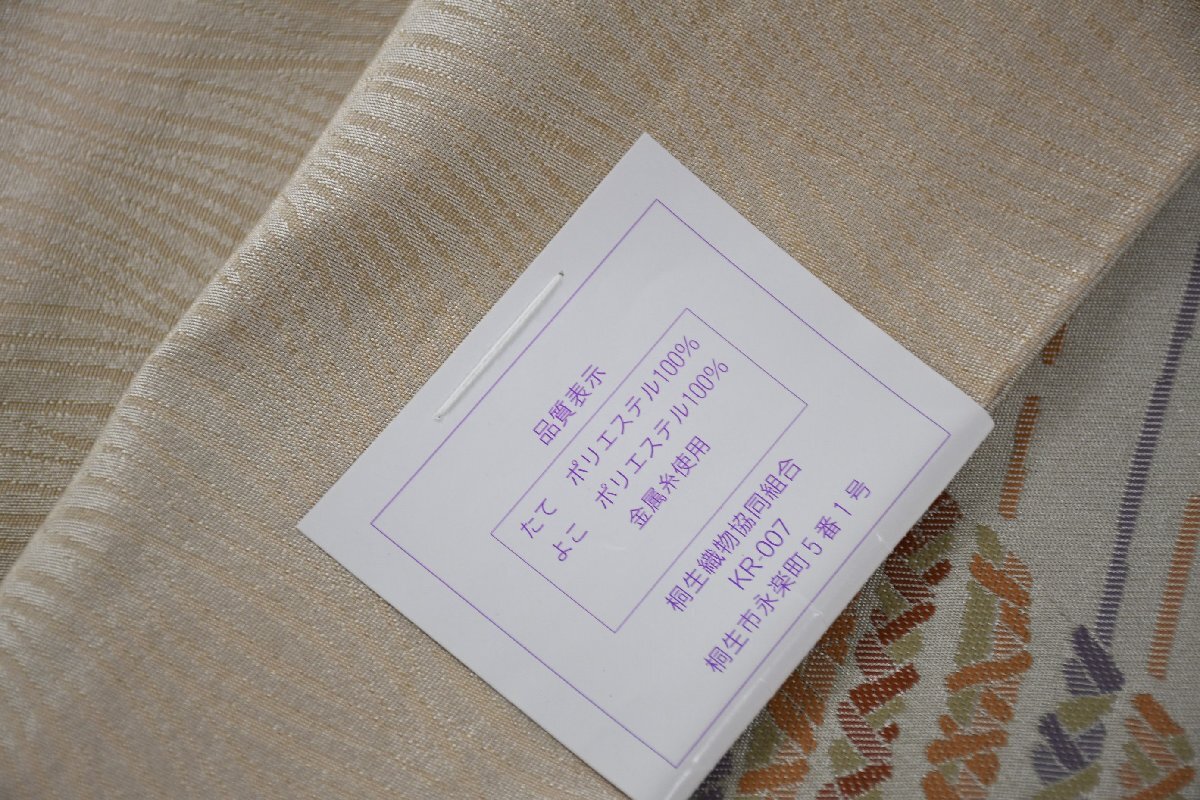 品質表示
たて ポリエステル100%
よこ ポリエステル100%
金属糸使用
桐生織物協同組合
KR-007
桐生市永楽町5番1号